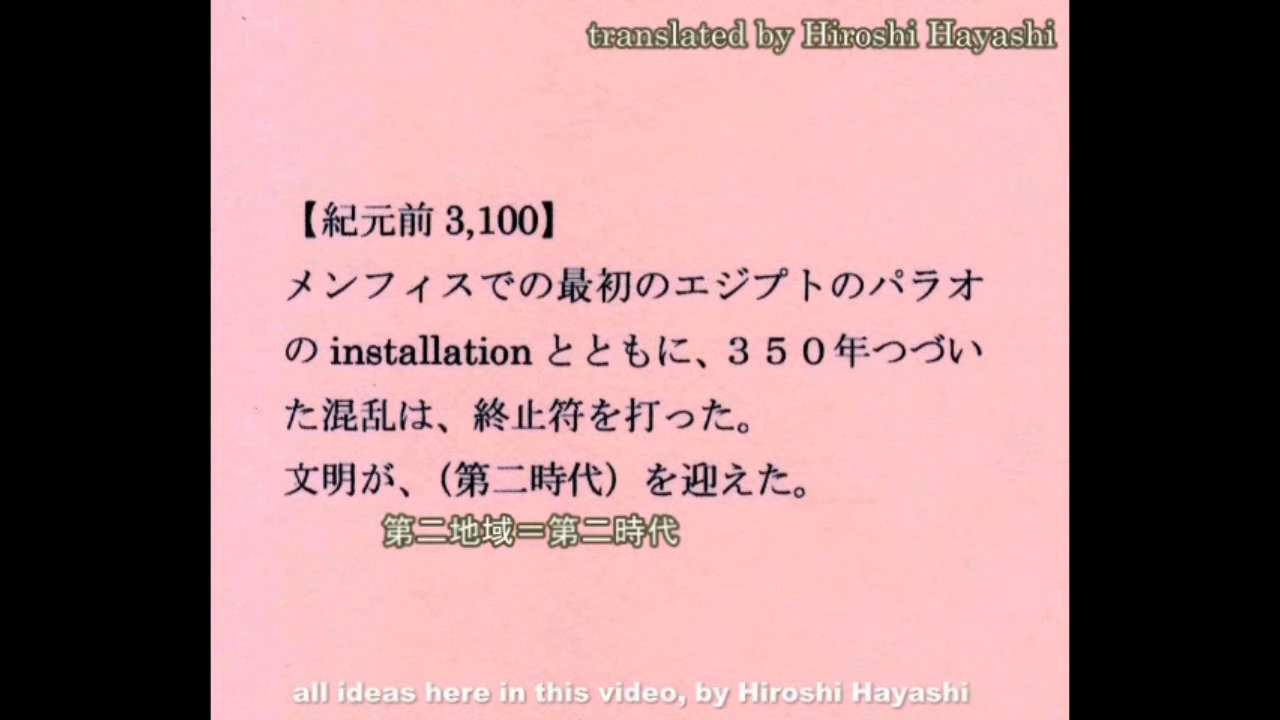 translated by Hiroshi Hayashi
【紀元前 3,100】
メンフィスでの最初のエジプトのパラオ
の installation とともに、３５０年つづい
た混乱は、終止符を打った。
文明が、（第二時代）を迎えた。
第二地域＝第二時代
all ideas here in this video, by Hiroshi Hayashi